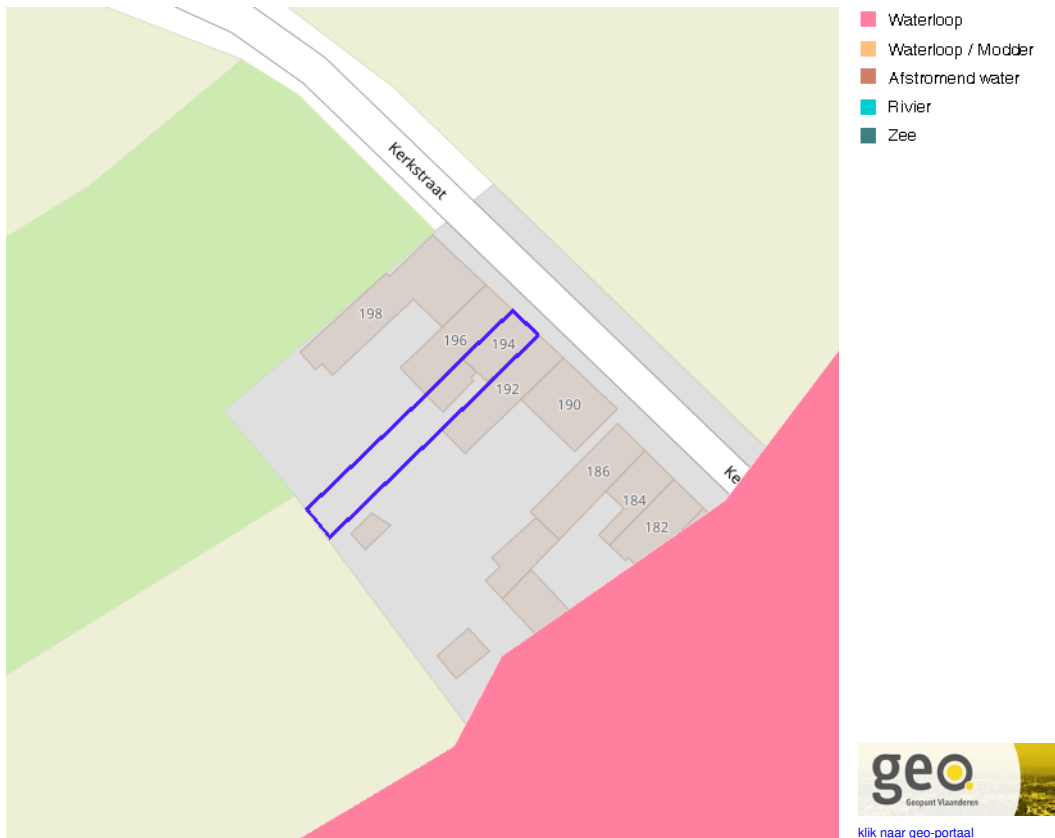 Waterloop
Waterloop / Modder
Afstromend water
Rivier
Zee
Kerkstraat
198
196
194
192
190
186
184
182
Ke
geo.
Geopunt Vlaanderen
klik naar geo-portaal